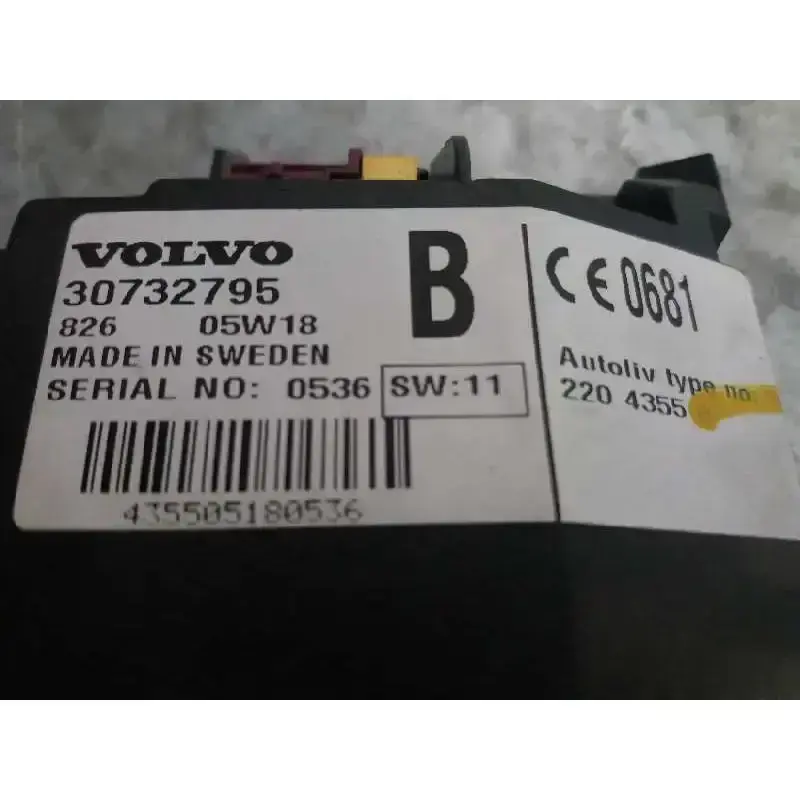 VOLVO
30732795
826 05W18
MADE IN SWEDEN
SERIAL NO: 0536
SW:11
435505180536
B
CE 0681
Autoliv type no.
220 4355